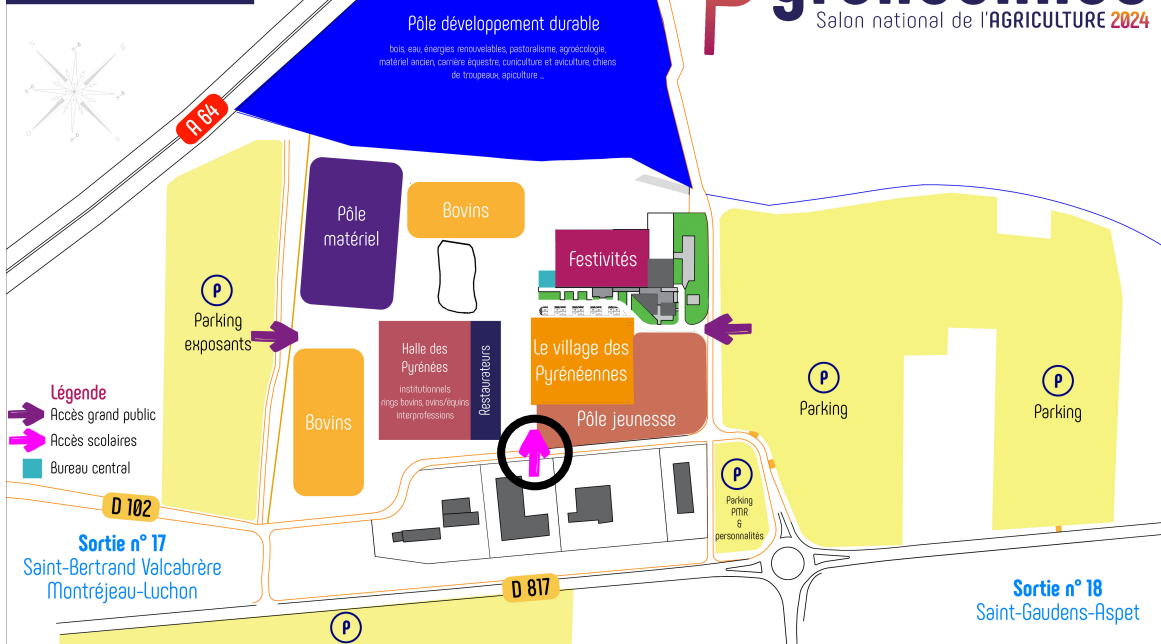 Pôle développement durable
bois, eau, énergies renouvelables, pastoralisme, agroécologie,
matériel ancien, carrière équestre, cuniculture et aviculture, chiens
de troupeaux, apiculture ...
Salon national de l'AGRICULTURE 2024
A 64
Pôle
matériel
Bovins
Festivités
P
Parking
exposants
Halle des
Pyrénées
institutionnels
rings bovins, ovins/équins
interprofessions
Restaurateurs
Le village des
Pyrénéennes
Pôle jeunesse
Bovins
P
Parking
P
Parking
P
Parking
PMR
&
personnalités
Légende
Accès grand public
Accès scolaires
Bureau central
D 102
Sortie n° 17
Saint-Bertrand Valcabrère
Montréjeau-Luchon
D 817
P
Sortie n° 18
Saint-Gaudens-Aspet